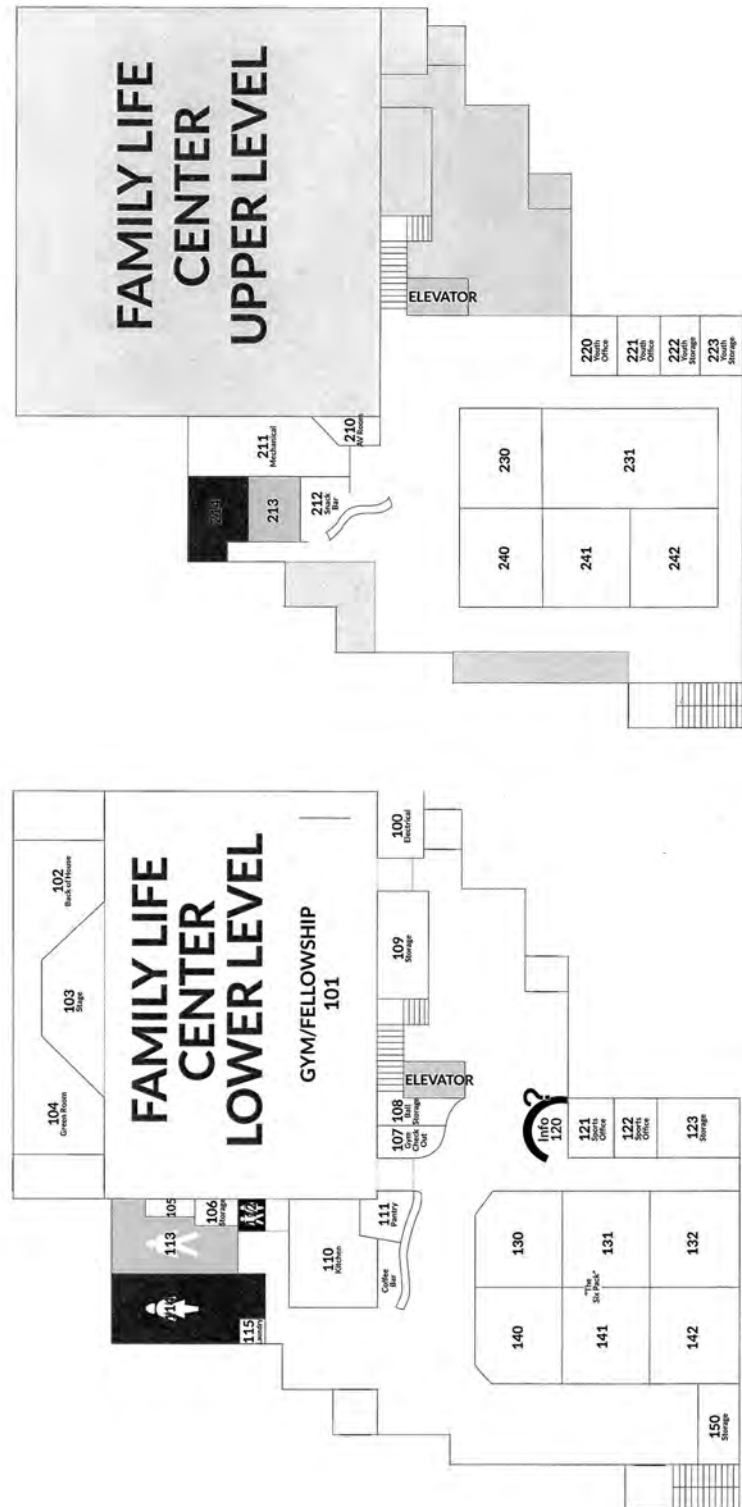 FAMILY LIFE
CENTER
UPPER LEVEL
ELEVATOR
211
Mechanical
210
AV Room
214
213
212
Snack
Bar
220
Youth
Office
221
Youth
Office
222
Youth
Storage
223
Youth
Storage
230
231
240
241
242
102
Back of House
103
Stage
104
Green Room
FAMILY LIFE
CENTER
LOWER LEVEL
GYM/FELLOWSHIP
101
100
Electrical
109
Storage
ELEVATOR
108
Ball
Storage
107
Gym
Check
Out
105
106
Storage
113
115
Laundry
110
Kitchen
111
Pantry
Coffee
Bar
Info
120
?
121
Sports
Office
122
Sports
Office
123
Storage
130
131
132
"The
Six Pack"
140
141
142
150
Storage